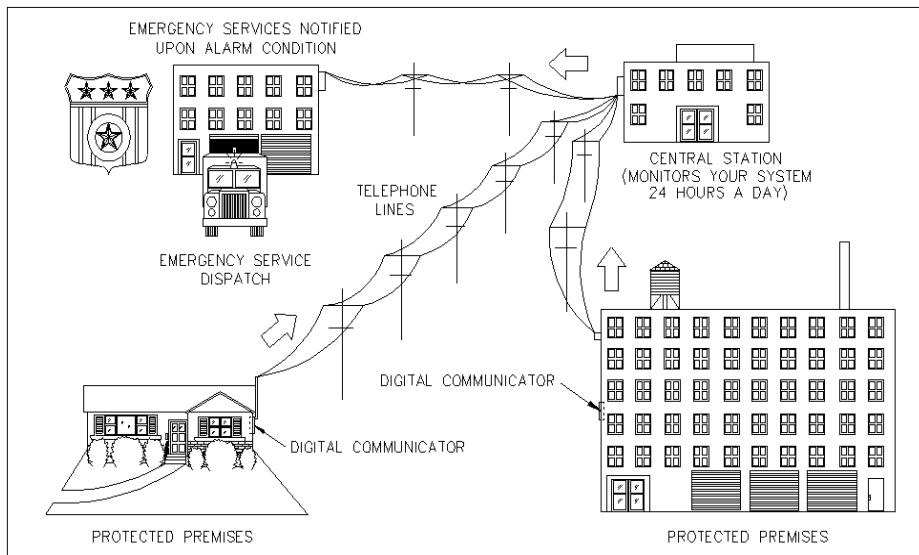 EMERGENCY SERVICES NOTIFIED
UPON ALARM CONDITION
CENTRAL STATION
(MONITORS YOUR SYSTEM
24 HOURS A DAY)
TELEPHONE
LINES
EMERGENCY SERVICE
DISPATCH
DIGITAL COMMUNICATOR
DIGITAL COMMUNICATOR
PROTECTED PREMISES
PROTECTED PREMISES